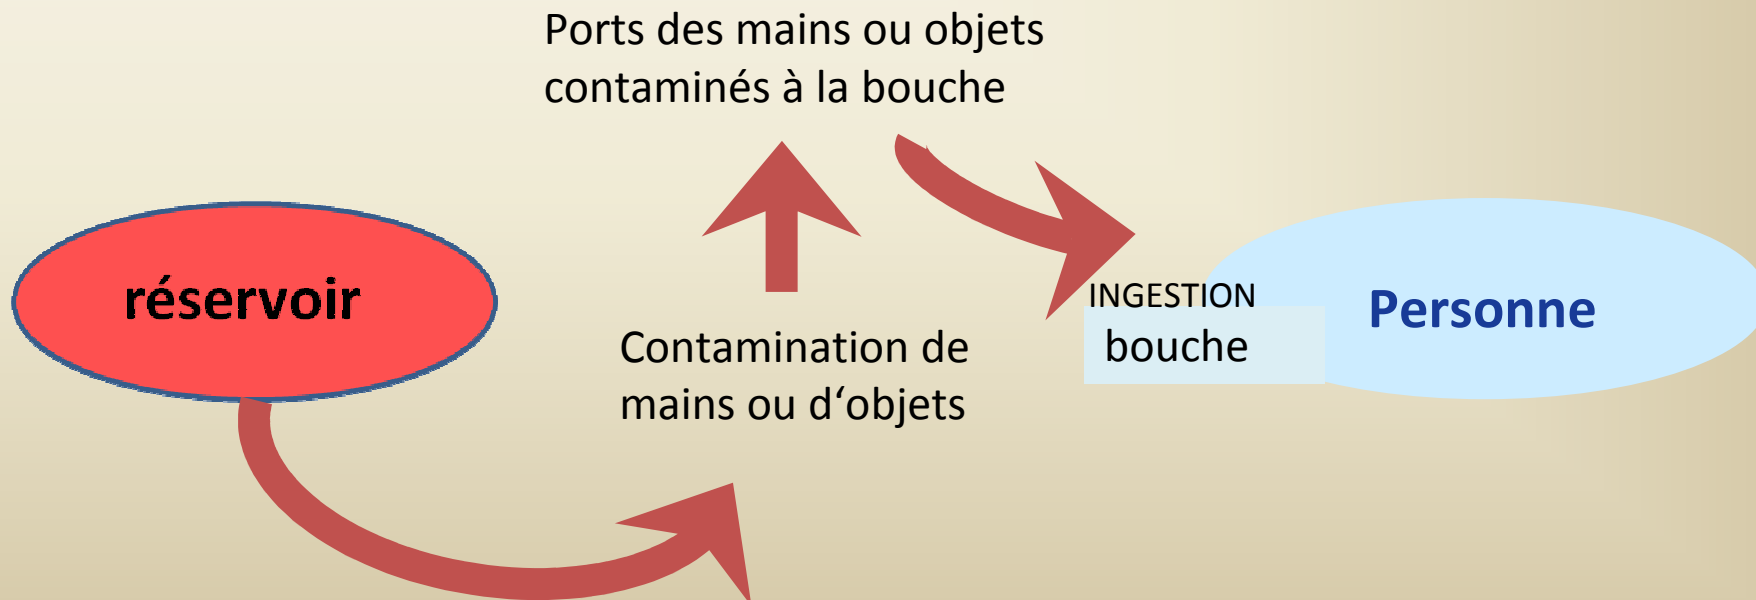 Ports des mains ou objets
contaminés à la bouche
réservoir
Contamination de
mains ou d‘objets
INGESTION
bouche
Personne